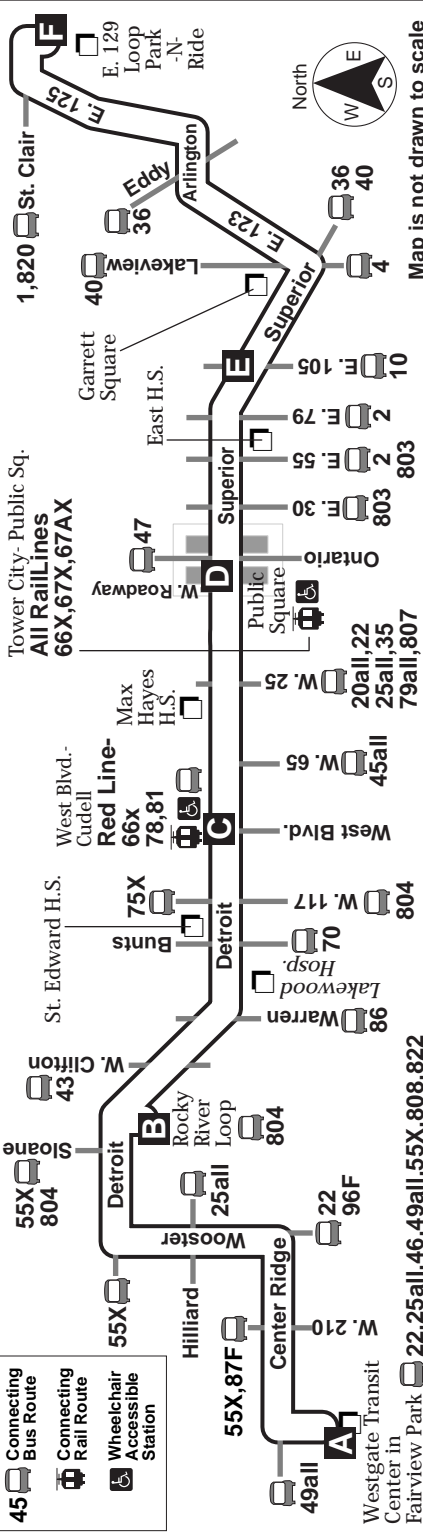 45 Connecting
Bus Route
Connecting
Rail Route
Wheelchair
Accessible
Station
A
Westgate Transit
Center in
Fairview Park 22,25all,46,49all,55X,808,822
49all
55X,87F
W. 210
Center Ridge
22
96F
Hilliard
Wooster
25all
55X
55X
804
Sloane
Detroit
B
Rocky
River
Loop
804
43
W. Clifton
Warren
86
Lakewood
Hosp.
St. Edward H.S.
Bunts
70
Detroit
75X
W. 117
804
West Blvd.-
Cudell
Red Line-
66x
78,81
C
West Blvd.
W. 65
45all
Max
Hayes
H.S.
W. 25
20all,22
25all,35
79all,807
Tower City- Public Sq.
All RailLines
66X,67X,67AX
W. Roadway
47
D
Public
Square
Ontario
Superior
E. 30
803
E. 55
2
803
East H.S.
E. 79
2
E
E. 105
10
Garrett
Square
Superior
40
Lakeview
4
36
40
E. 123
Eddy
36
Arlington
E. 125
1,820 St. Clair
F
E. 129
Loop
Park
-N-
Ride
North
W
E
S
Map is not drawn to scale